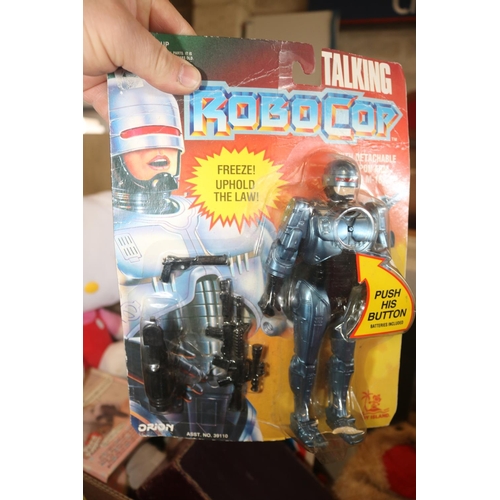 TALKING
ROBOCOP
DETACHABLE
FREEZE!
UPHOLD
THE LAW!
PUSH
HIS
BUTTON
BATTERIES INCLUDED
ORION
ASST. NO. 39110